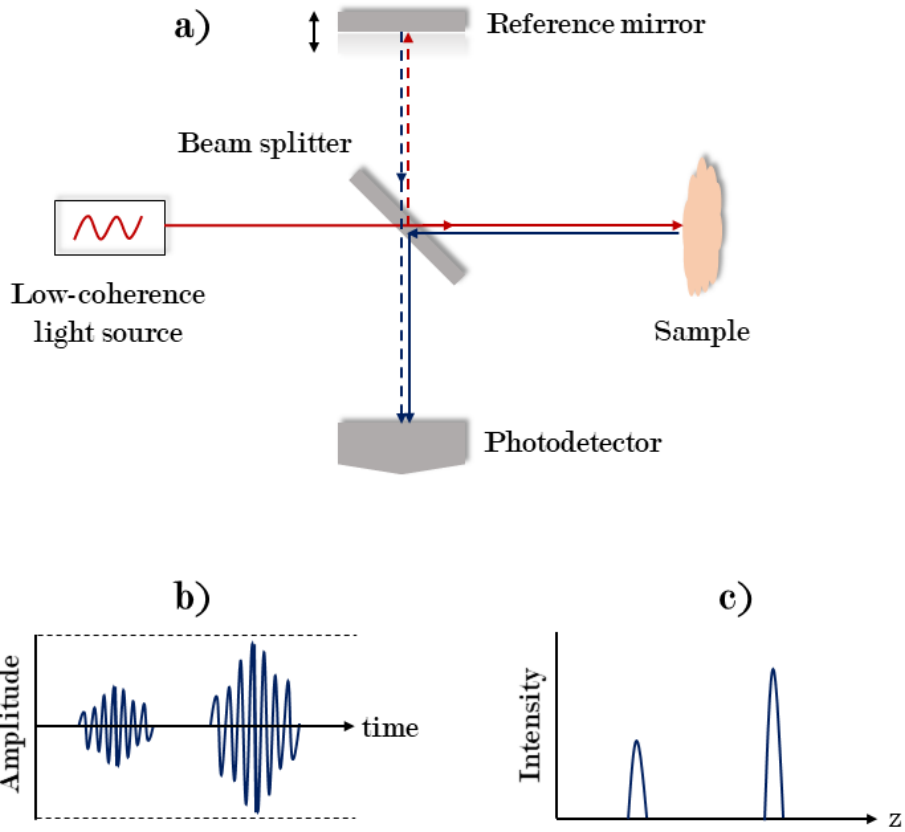 a)
Reference mirror
Beam splitter
Low-coherence
light source
Sample
Photodetector
b)
c)
Amplitude
time
Intensity
z